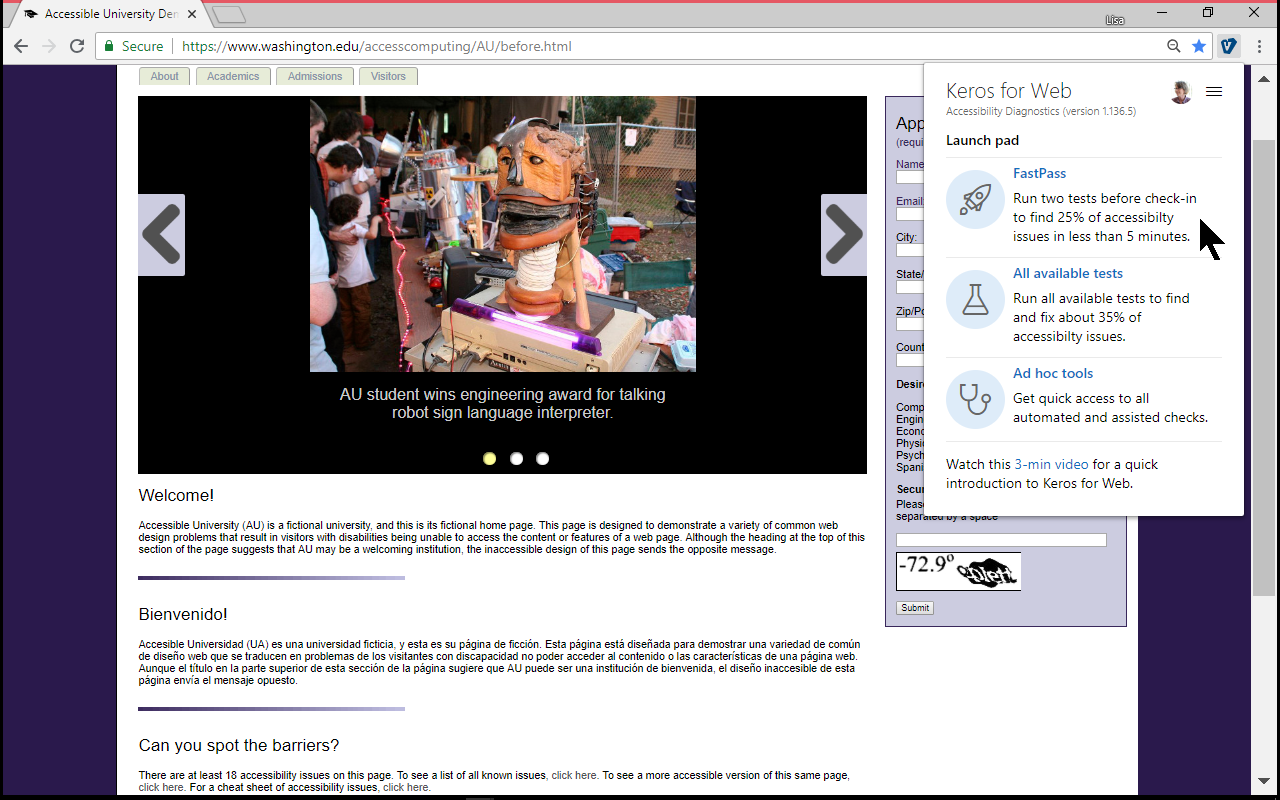 Accessible University Den
Lisa
Secure
https://www.washington.edu/accesscomputing/AU/before.html
About
Academics
Admissions
Visitors
AU student wins engineering award for talking
robot sign language interpreter.
Welcome!
Accessible University (AU) is a fictional university, and this is its fictional home page. This page is designed to demonstrate a variety of common web
design problems that result in visitors with disabilities being unable to access the content or features of a web page. Although the heading at the top of this
section of the page suggests that AU may be a welcoming institution, the inaccessible design of this page sends the opposite message.
Bienvenido!
Accesible Universidad (UA) es una universidad ficticia, y esta es su página de ficción. Esta página está diseñada para demostrar una variedad de común
de diseño web que se traducen en problemas de los visitantes con discapacidad no poder acceder al contenido o las características de una página web.
Aunque el título en la parte superior de esta sección de la página sugiere que AU puede ser una institución de bienvenida, el diseño inaccesible de esta
página envía el mensaje opuesto.
Can you spot the barriers?
There are at least 18 accessibility issues on this page. To see a list of all known issues, click here. To see a more accessible version of this same page,
click here. For a cheat sheet of accessibility issues, click here.
App
(requi
Name
Email
City:
State/
Zip/Po
Count
Desire
Comp
Engin
Econo
Physi
Psych
Spani
Secur
Pleas
separated by a space
-72.9º
Submit
Keros for Web
Accessibility Diagnostics (version 1.136.5)
Launch pad
FastPass
Run two tests before check-in
to find 25% of accessibilty
issues in less than 5 minutes.
All available tests
Run all available tests to find
and fix about 35% of
accessibilty issues.
Ad hoc tools
Get quick access to all
automated and assisted checks.
Watch this 3-min video for a quick
introduction to Keros for Web.